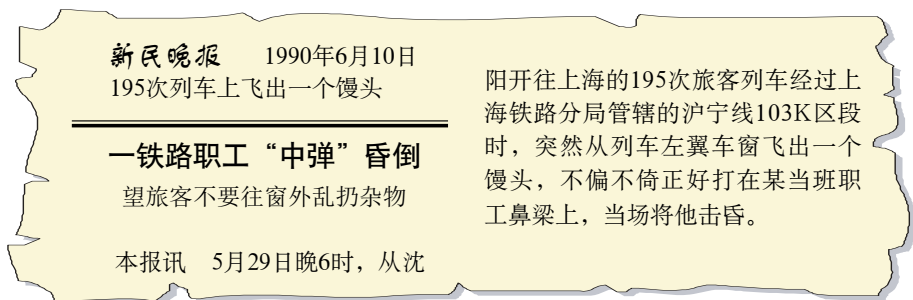 新民晚报 1990年6月10日
195次列车上飞出一个馒头
一铁路职工“中弹”昏倒
望旅客不要往窗外乱扔杂物
本报讯 5月29日晚6时，从沈
阳开往上海的195次旅客列车经过上
海铁路分局管辖的沪宁线103K区段
时，突然从列车左翼车窗飞出一个
馒头，不偏不倚正好打在某当班职
工鼻梁上，当场将他击昏。